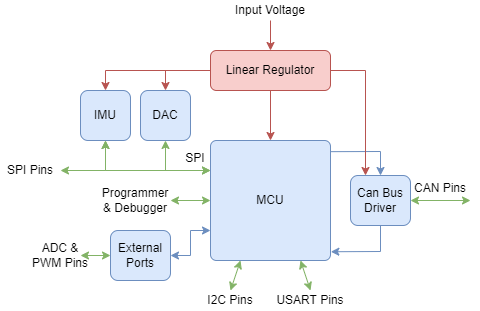 Input Voltage
Linear Regulator
IMU
DAC
SPI
SPI Pins
MCU
Can Bus
Driver
CAN Pins
Programmer
& Debugger
ADC &
PWM Pins
External
Ports
I2C Pins
USART Pins